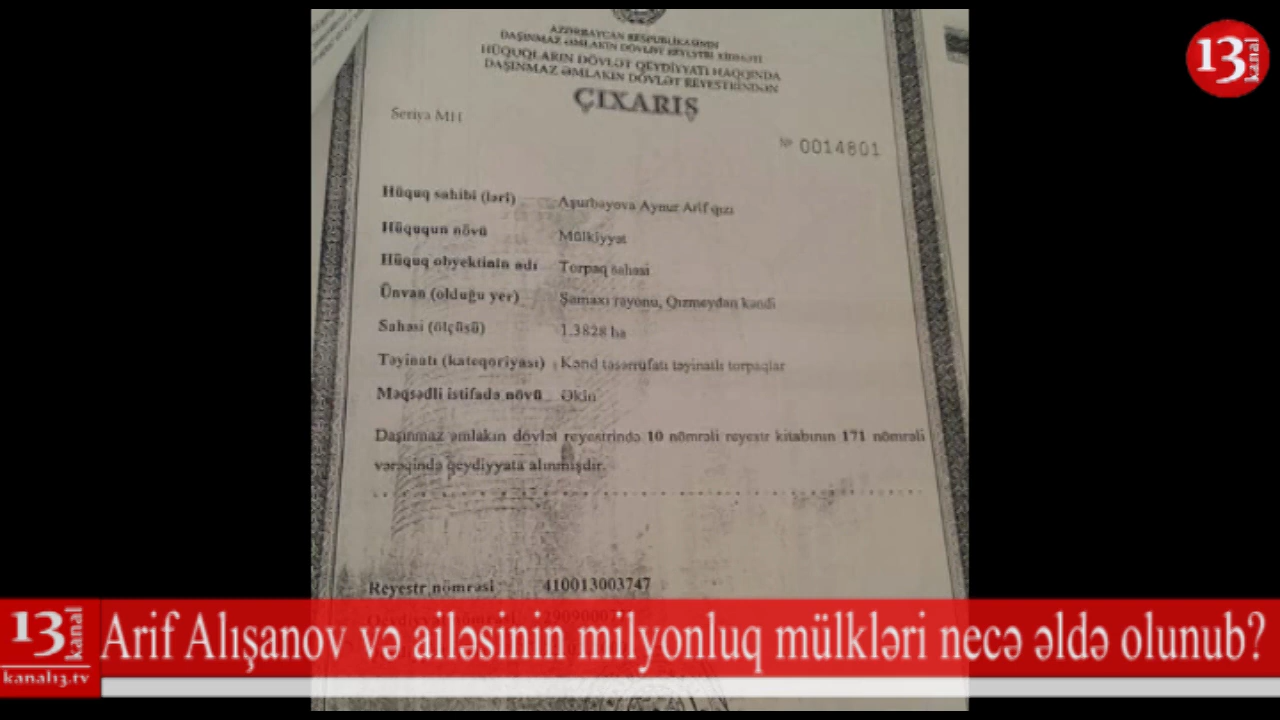 AZƏRBAYCAN RESPUBLİKASININ
DAŞINMAZ ƏMLAKIN DÖVLƏT REYESTRİ XİDMƏTİ
HÜQUQLARIN DÖVLƏT QEYDİYYATI HAQQINDA
DAŞINMAZ ƏMLAKIN DÖVLƏT REYESTRİNDƏN
ÇIXARIŞ
Seriya MH
№ 0014801
Hüquq sahibi (ləri) Aşurbəyova Aynur Arif qızı
Hüququn növü Mülkiyyət
Hüquq obyektinin adı Torpaq sahəsi
Ünvan (olduğu yer) Şamaxı rayonu, Qızmeydan kəndi
Sahəsi (ölçüsü) 1.3828 ha
Təyinatı (kateqoriyası) Kənd təsərrüfatı təyinatlı torpaqlar
Məqsədli istifadə növü Əkin
Daşınmaz əmlakın dövlət reyestrində 10 nömrəli reyestr kitabının 171 nömrəli
vərəqində qeydiyyata alınmışdır.
Reyestr nömrəsi 410013003747
13 kanal
13 kanal
kanal13.tv
Arif Alışanov və ailəsinin milyonluq mülkləri necə əldə olunub?